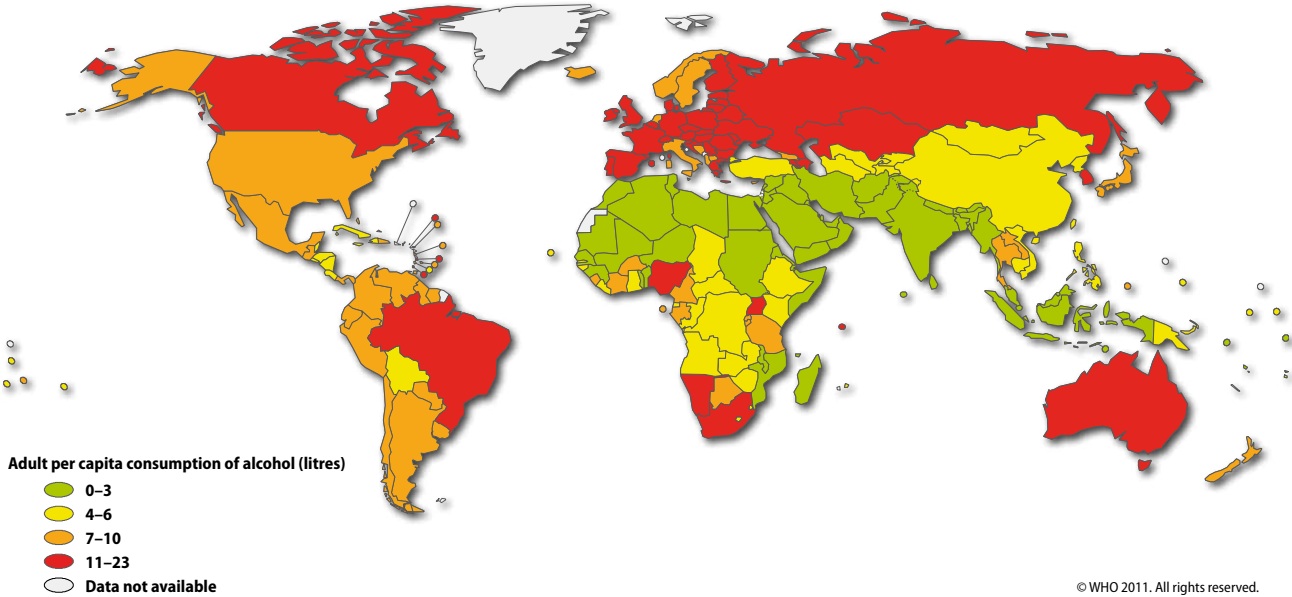 Adult per capita consumption of alcohol (litres)
0–3
4–6
7–10
11–23
Data not available
© WHO 2011. All rights reserved.